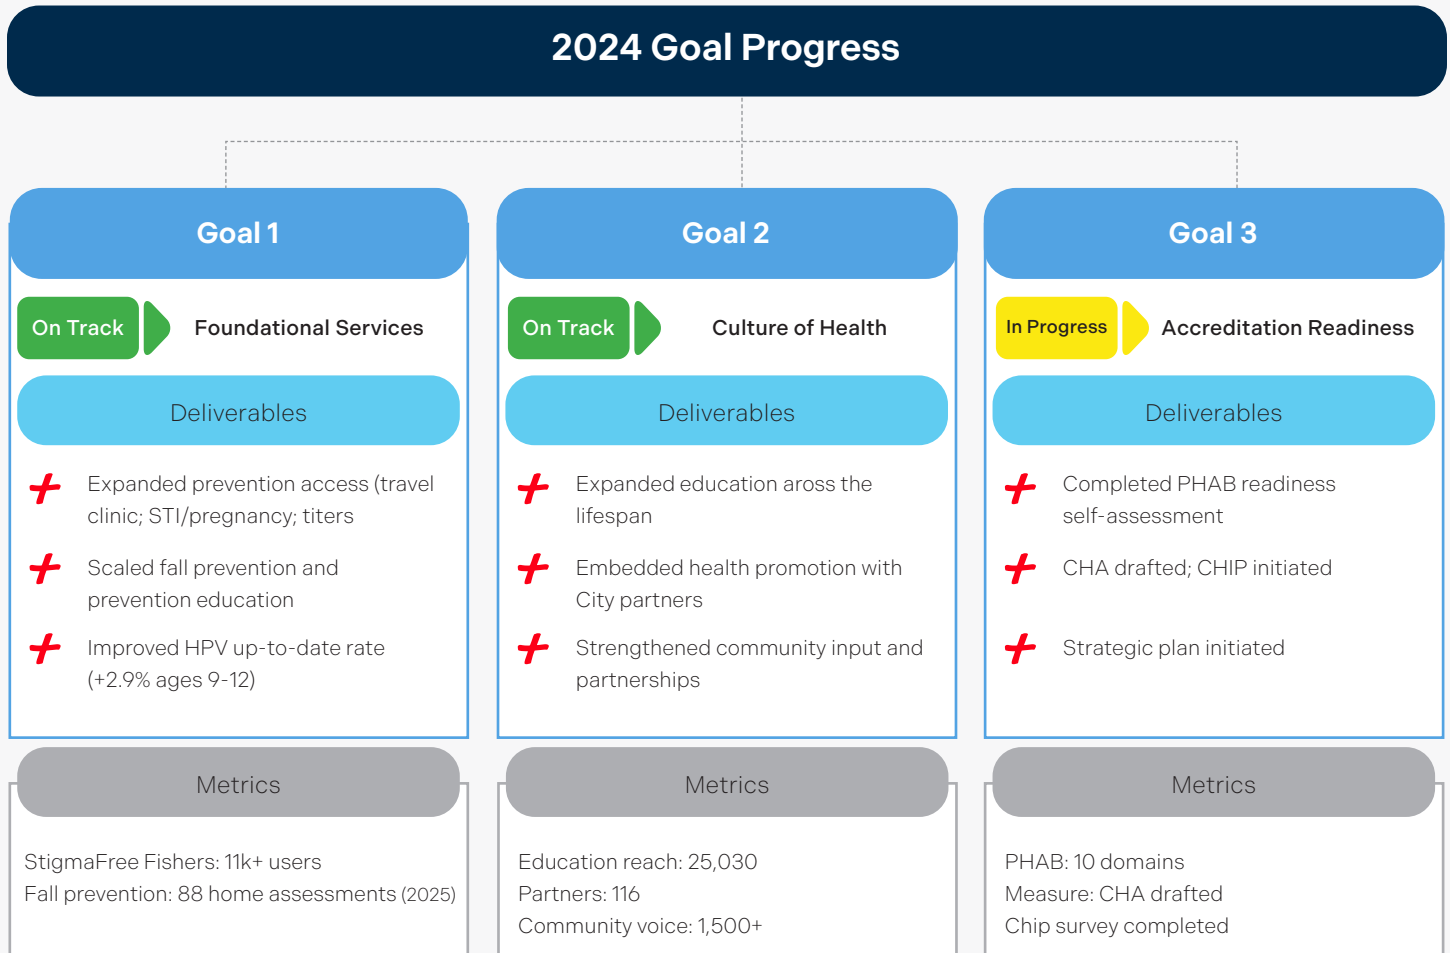 2024 Goal Progress
Goal 1
On Track
Foundational Services
Deliverables
Expanded prevention access (travel
clinic; STI/pregnancy; titers
Scaled fall prevention and
prevention education
Improved HPV up-to-date rate
(+2.9% ages 9-12)
Metrics
StigmaFree Fishers: 11k+ users
Fall prevention: 88 home assessments (2025)
Goal 2
On Track
Culture of Health
Deliverables
Expanded education aross the
lifespan
Embedded health promotion with
City partners
Strengthened community input and
partnerships
Metrics
Education reach: 25,030
Partners: 116
Community voice: 1,500+
Goal 3
In Progress
Accreditation Readiness
Deliverables
Completed PHAB readiness
self-assessment
CHA drafted; CHIP initiated
Strategic plan initiated
Metrics
PHAB: 10 domains
Measure: CHA drafted
Chip survey completed